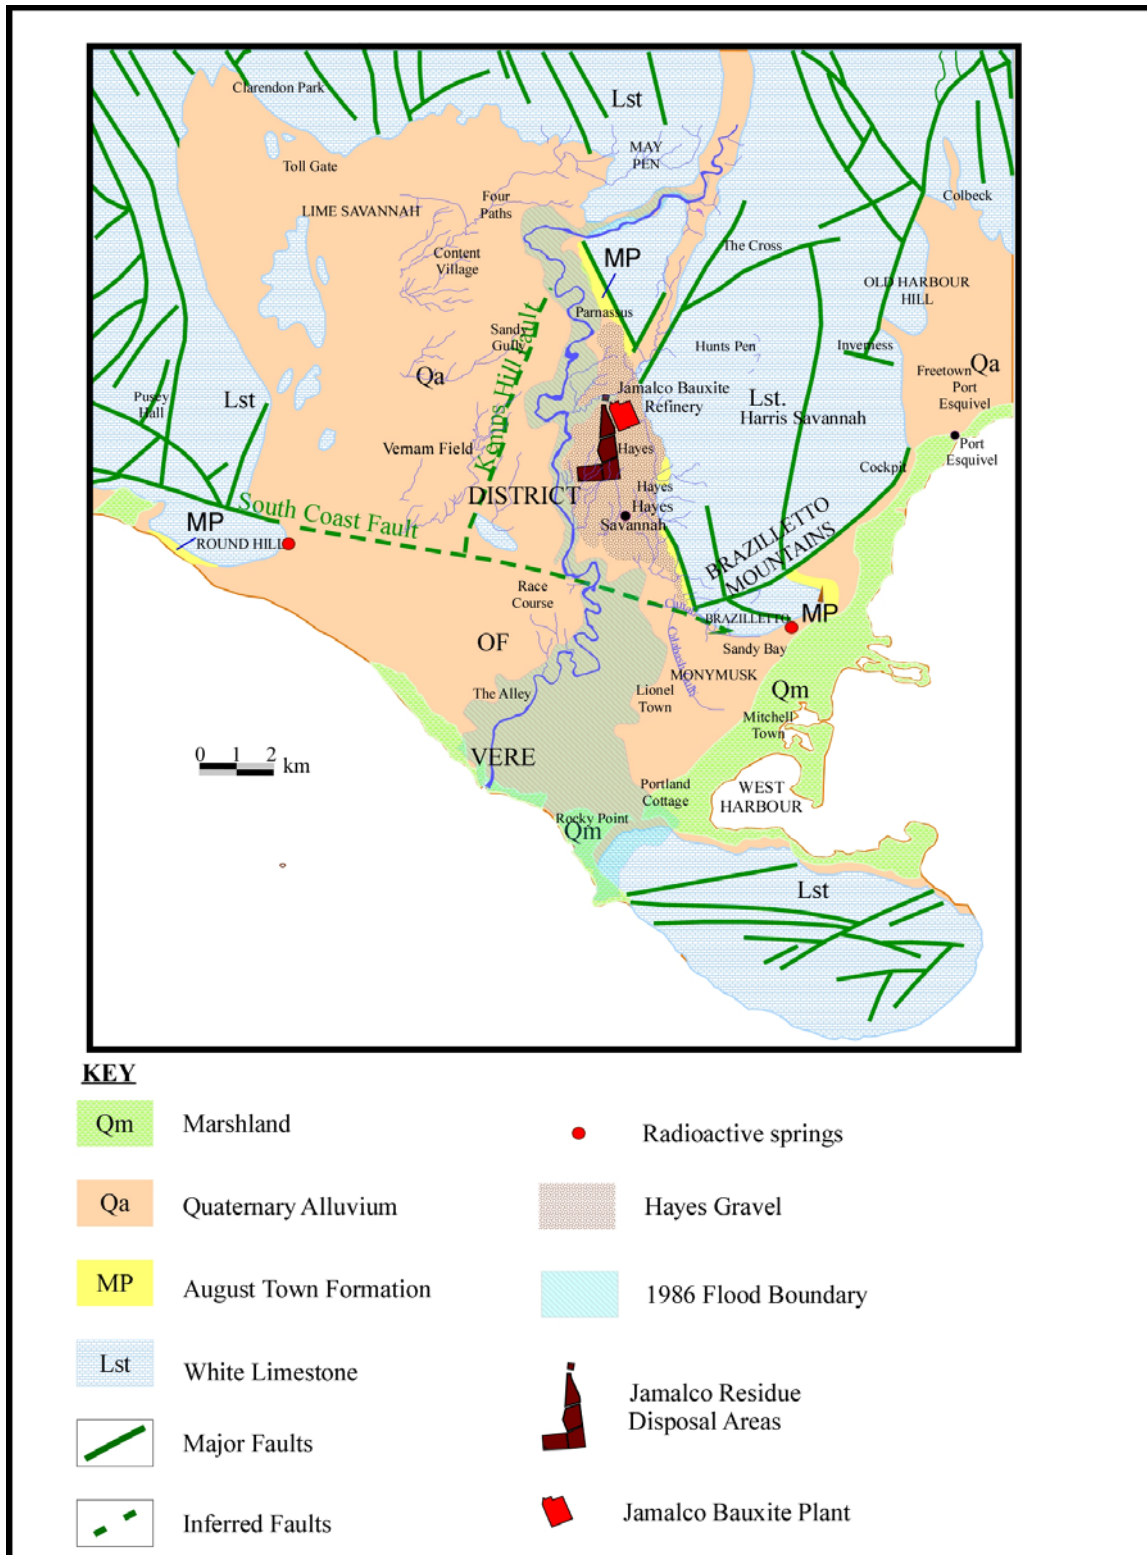 Clarendon Park
Lst
MAY
PEN
Toll Gate
Four
Paths
Colbeck
LIME SAVANNAH
The Cross
Qa
Content
Village
MP
OLD HARBOUR
HILL
Parnassus
Sandy
Gully
Kemps Hill Fault
Hunts Pen
Inverness
Qa
Freetown
Port
Esquivel
Qa
Jamalco Bauxite
Refinery
Lst.
Harris Savannah
Pusey
Hall
Lst
Vernam Field
Hayes
Port
Esquivel
Cockpit
DISTRICT
Hayes
Hayes
Savannah
South Coast Fault
MP
ROUND HILL
BRAZILLETTO
MOUNTAINS
Race
Course
BRAZILLETTO
MP
OF
Sandy Bay
MONYMUSK
The Alley
Lionel
Town
Qm
Mitchell
Town
0 1 2
km
VERE
Portland
Cottage
WEST
HARBOUR
Rocky Point
Qm
Lst
KEY
Qm
Marshland
Radioactive springs
Qa
Quaternary Alluvium
Hayes Gravel
MP
August Town Formation
1986 Flood Boundary
Lst
White Limestone
Jamalco Residue
Disposal Areas
Major Faults
Jamalco Bauxite Plant
Inferred Faults